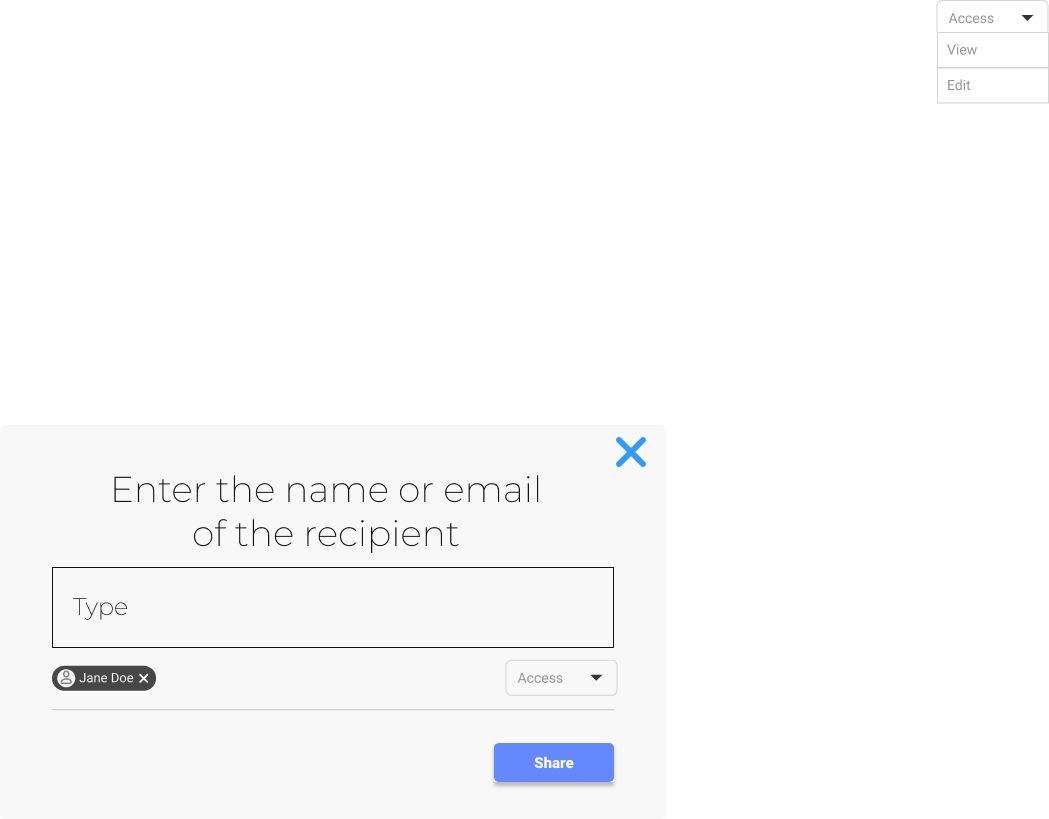 Access
View
Edit
Enter the name or email
of the recipient
Type
Jane Doe
Access
Share